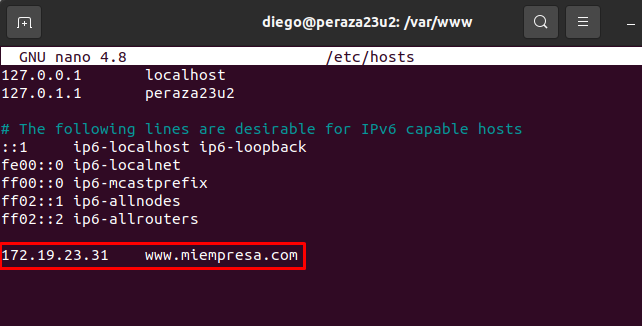 diego@peraza23u2: /var/www
GNU nano 4.8 /etc/hosts
127.0.0.1 localhost
127.0.1.1 peraza23u2
# The following lines are desirable for IPv6 capable hosts
::1 ip6-localhost ip6-loopback
fe00::0 ip6-localnet
ff00::0 ip6-mcastprefix
ff02::1 ip6-allnodes
ff02::2 ip6-allrouters
172.19.23.31 www.miempresa.com